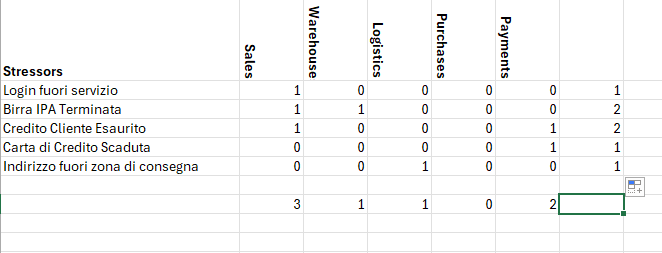 Stressors Sales Warehouse Logistics Purchases Payments
Login fuori servizio 1 0 0 0 0 1
Birra IPA Terminata 1 1 0 0 0 2
Credito Cliente Esaurito 1 0 0 0 1 2
Carta di Credito Scaduta 0 0 0 0 1 1
Indirizzo fuori zona di consegna 0 0 1 0 0 1
3 1 1 0 2